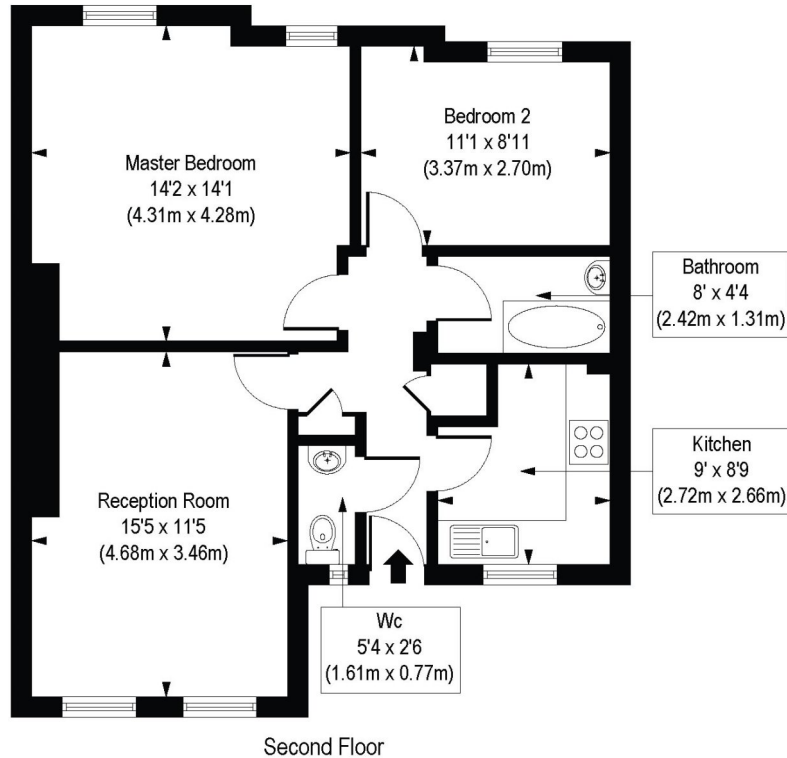 Master Bedroom
14'2 x 14'1
(4.31m x 4.28m)
Bedroom 2
11'1 x 8'11
(3.37m x 2.70m)
Bathroom
8' x 4'4
(2.42m x 1.31m)
Kitchen
9' x 8'9
(2.72m x 2.66m)
Reception Room
15'5 x 11'5
(4.68m x 3.46m)
Wc
5'4 x 2'6
(1.61m x 0.77m)
Second Floor